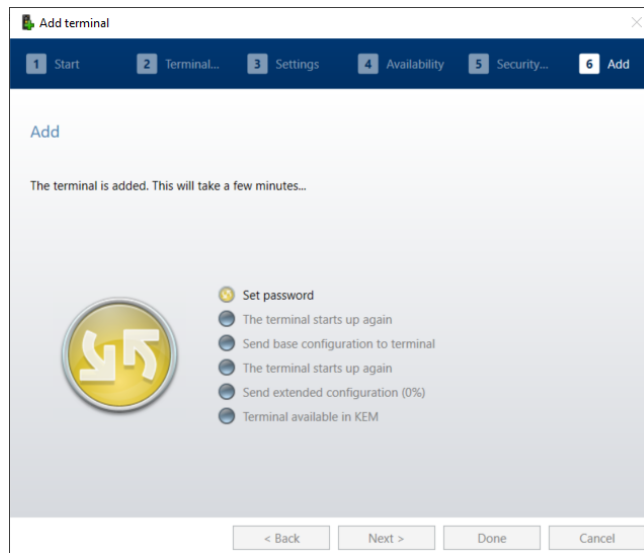 Add terminal
1 Start 2 Terminal... 3 Settings 4 Availability 5 Security... 6 Add
Add
The terminal is added. This will take a few minutes...
Set password
The terminal starts up again
Send base configuration to terminal
The terminal starts up again
Send extended configuration (0%)
Terminal available in KEM
< Back Next > Done Cancel